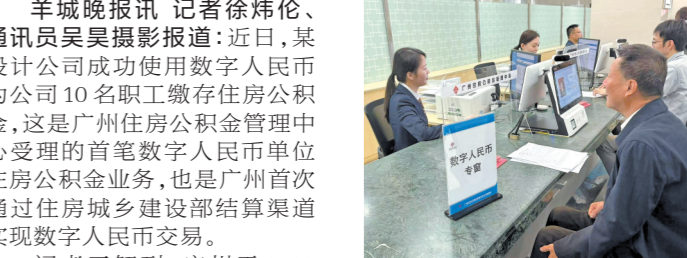 羊城晚报讯 记者徐炜伦、
通讯员吴昊摄影报道:近日,某
设计公司成功使用数字人民币
为公司10名职工缴存住房公积
金,这是广州住房公积金管理中
心受理的首笔数字人民币单位
住房公积金业务,也是广州首次
通过住房城乡建设部结算渠道
实现数字人民币交易。
数字人民币
专窗